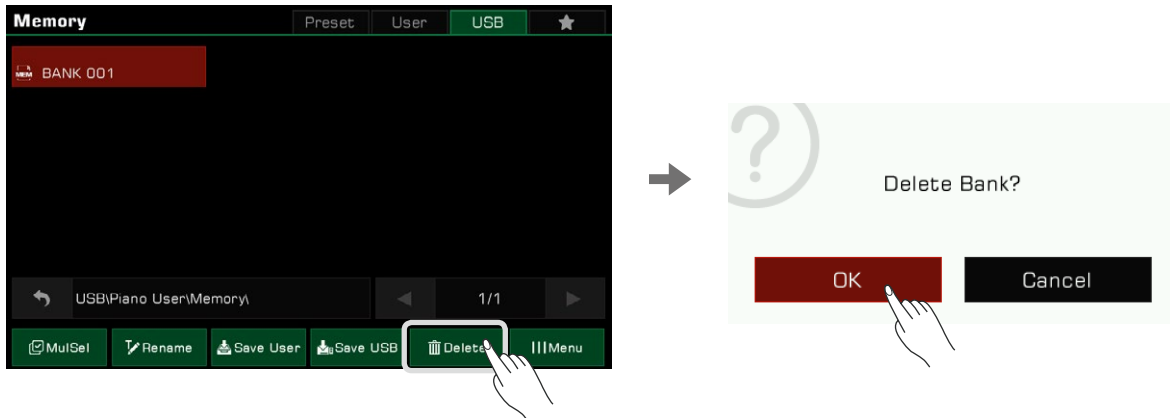 Memory Preset User USB
MEM BANK 001
USB\Piano User\Memory\ 1/1
MulSel Rename Save User Save USB Delete Menu
?
Delete Bank?
OK Cancel